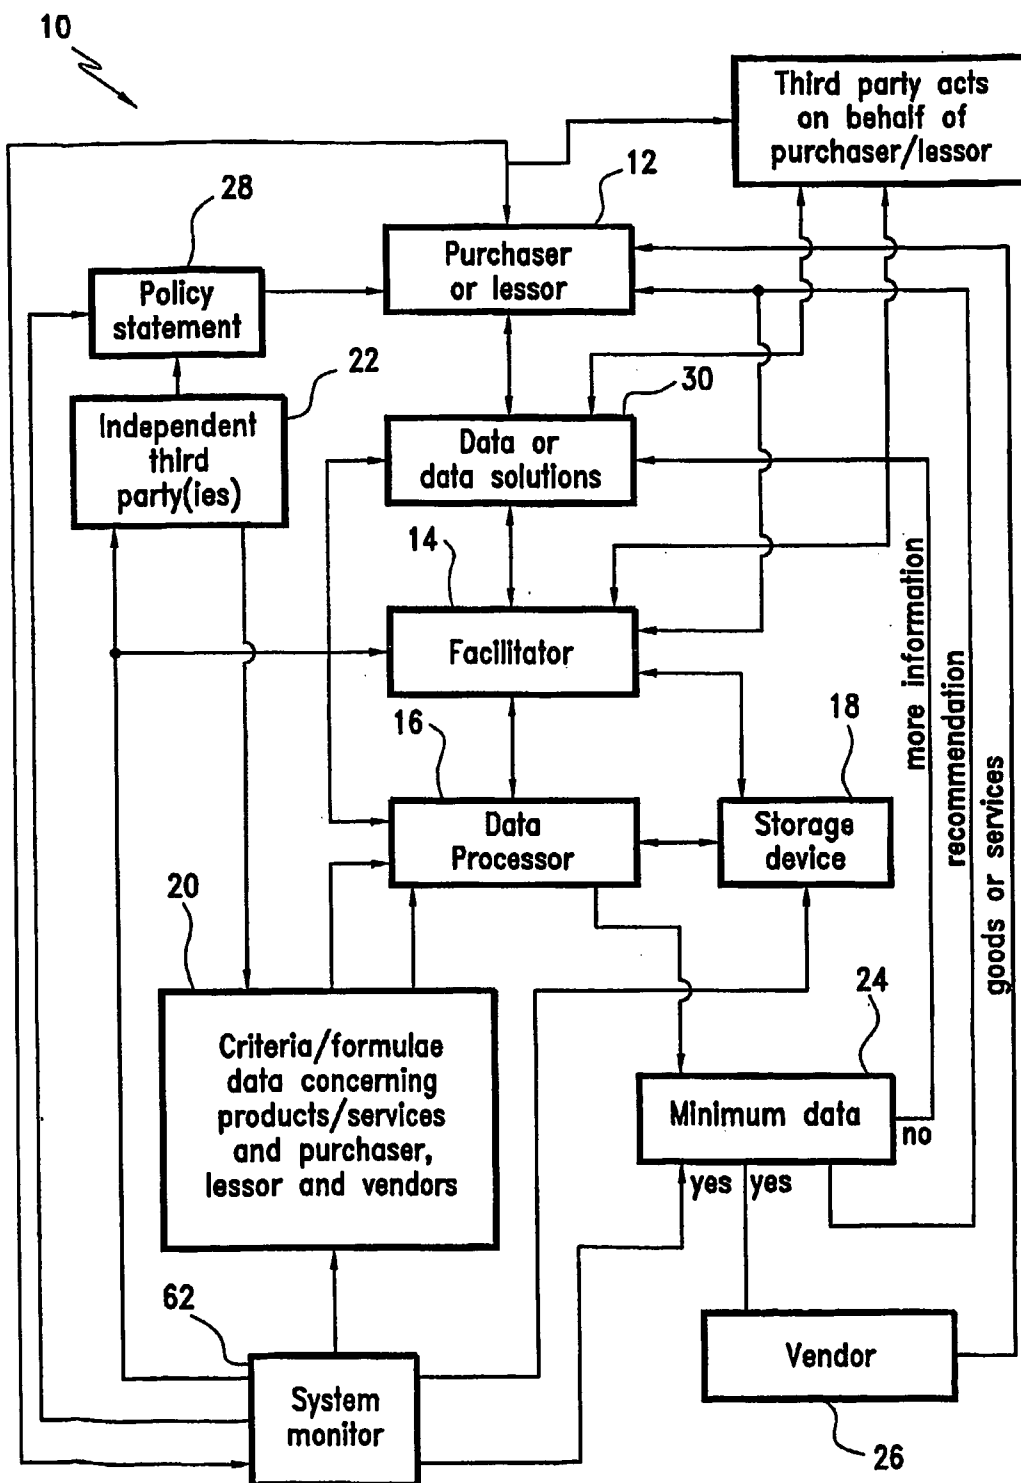 10
Third party acts
on behalf of
purchaser/lessor
12
28
Purchaser
or lessor
Policy
statement
22
30
Independent
third
party(ies)
Data or
data solutions
14
Facilitator
more information
recommendation
goods or services
16
18
Data
Processor
Storage
device
20
24
Criteria/formulae
data concerning
products/services
and purchaser,
lessor and vendors
Minimum data
no
yes yes
62
System
monitor
Vendor
26